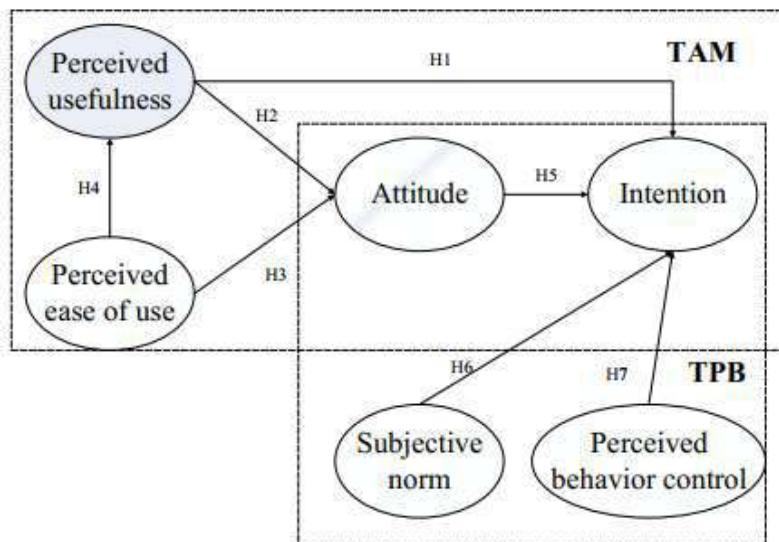 TAM
Perceived
usefulness
H1
H2
Attitude
H5
Intention
H4
Perceived
ease of use
H3
H6
H7
TPB
Subjective
norm
Perceived
behavior control